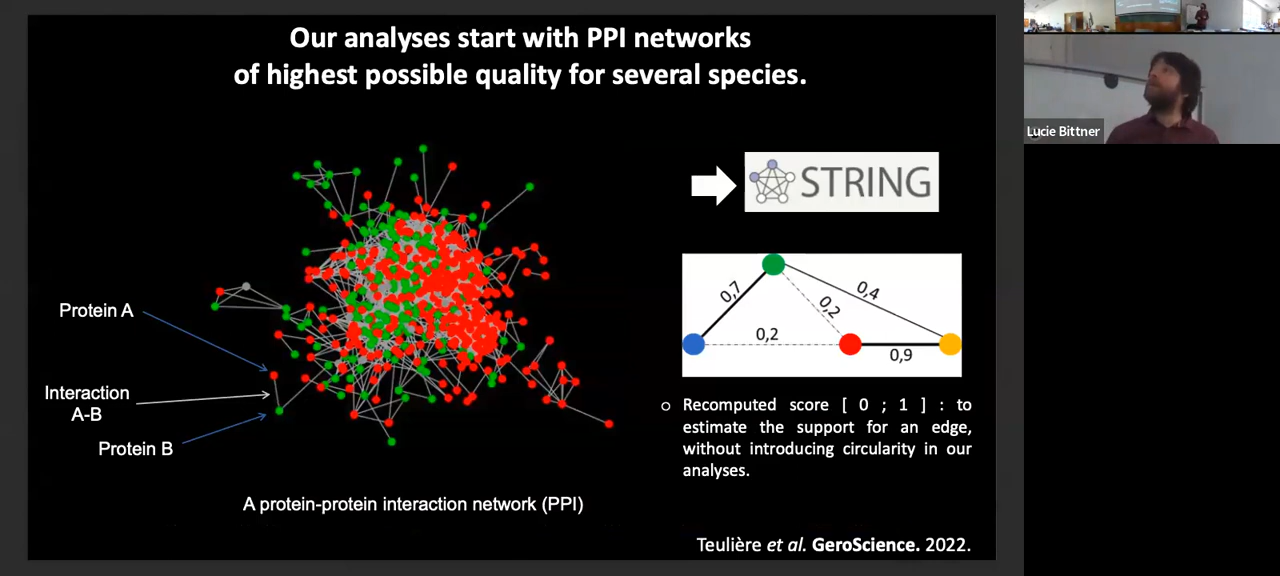 Our analyses start with PPI networks
of highest possible quality for several species.
STRING
0,7
0,4
0,2
0,2
0,9
Protein A
Interaction
A-B
Protein B
A protein-protein interaction network (PPI)
o Recomputed score [ 0 ; 1 ] : to
estimate the support for an edge,
without introducing circularity in our
analyses.
Teulière et al. GeroScience. 2022.
Lucie Bittner